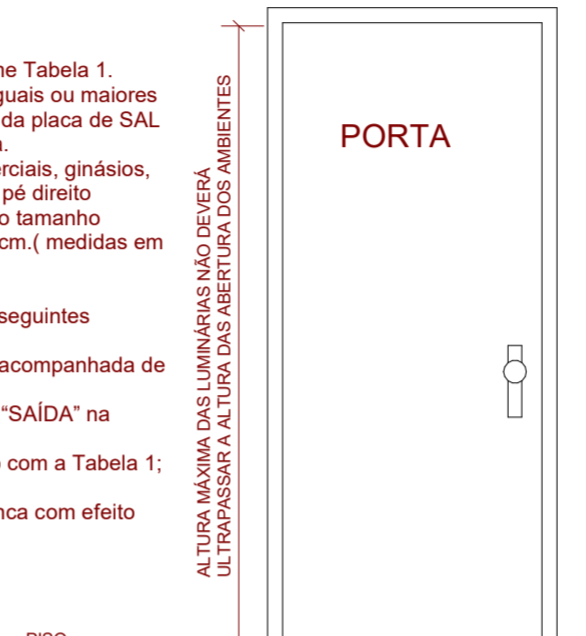 ne Tabela 1.
guais ou maiores
da placa de SAL
erciais, ginásios,
pé direito
o tamanho
cm.( medidas em
seguintes
acompanhada de
“SAÍDA” na
com a Tabela 1;
nca com efeito
ALTURA MÁXIMA DAS LUMINÁRIAS NÃO DEVERÁ
ULTRAPASSAR A ALTURA DAS ABERTURA DOS AMBIENTES
PORTA